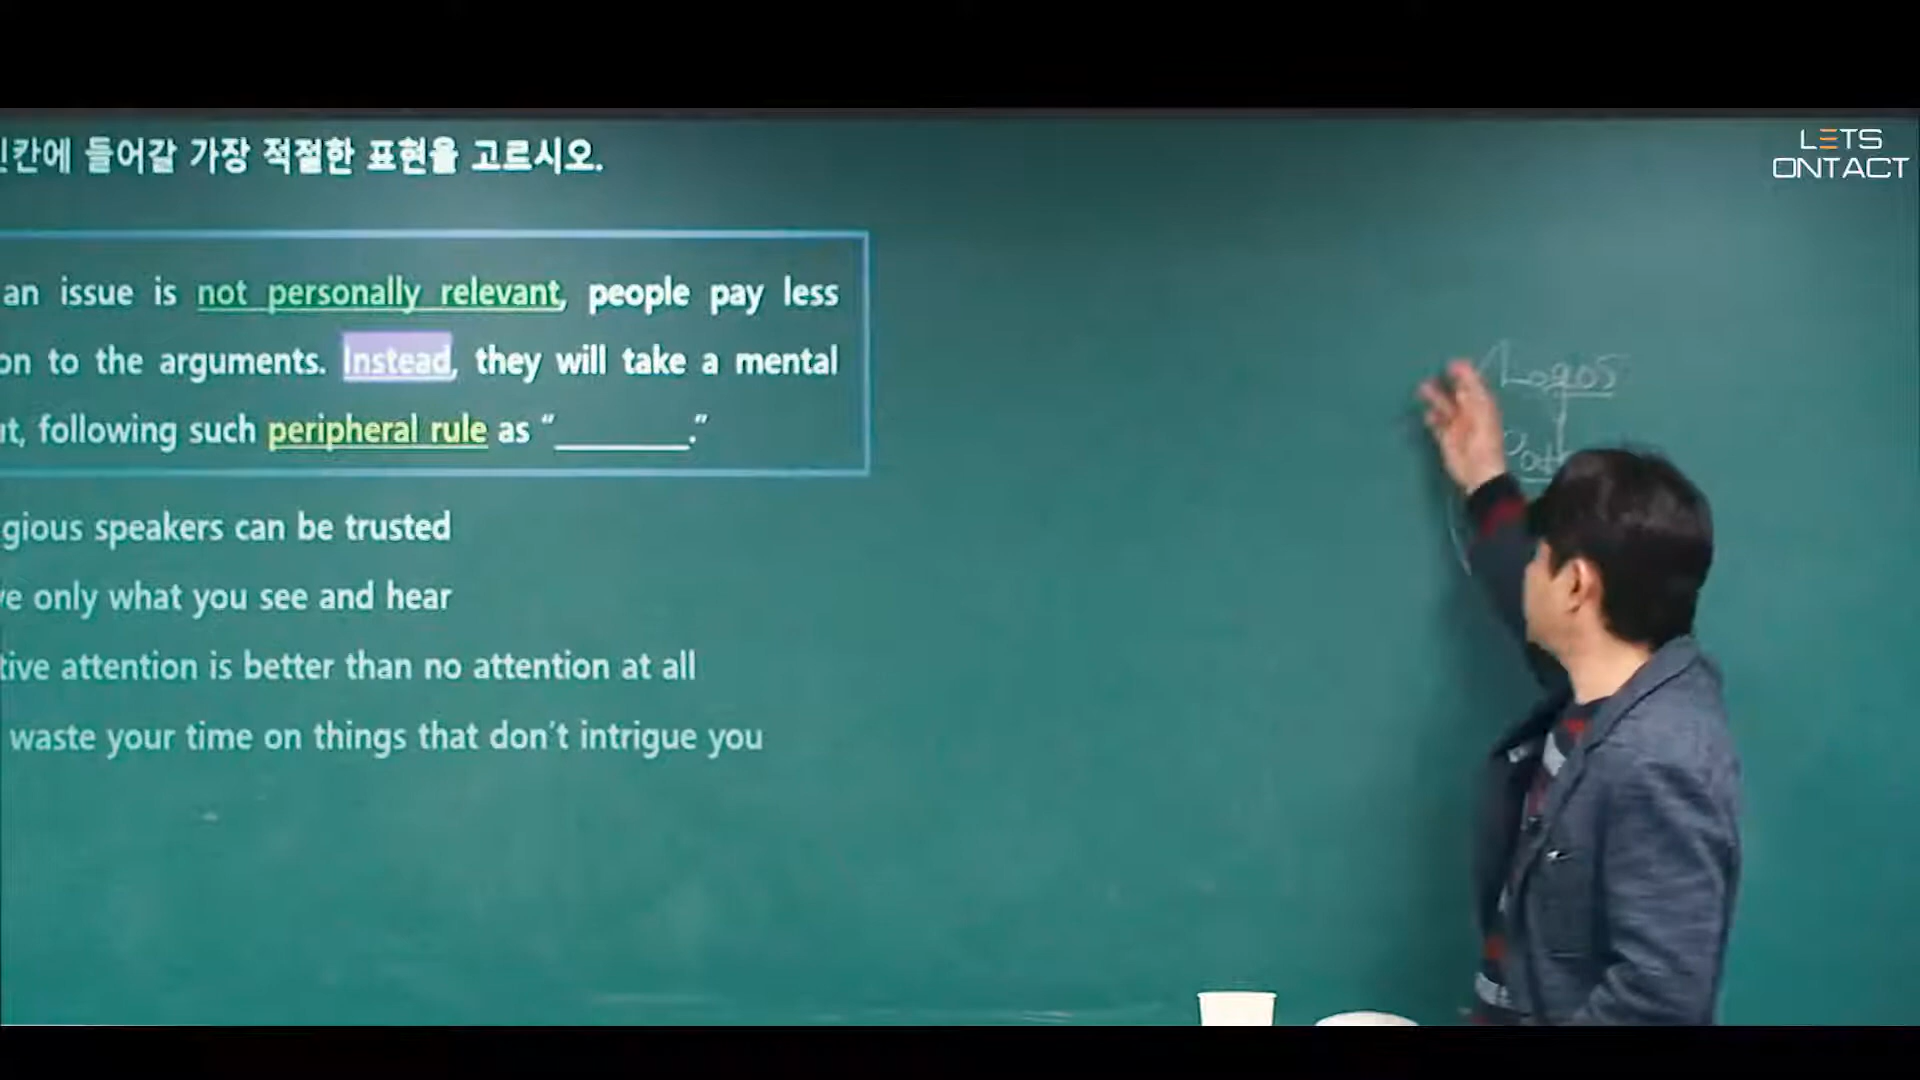 빈칸에 들어갈 가장 적절한 표현을 고르시오.
an issue is not personally relevant, people pay less
on to the arguments. Instead, they will take a mental
ut, following such peripheral rule as “________.”
gious speakers can be trusted
ve only what you see and hear
tive attention is better than no attention at all
waste your time on things that don’t intrigue you
Logos
LETS
ONTACT